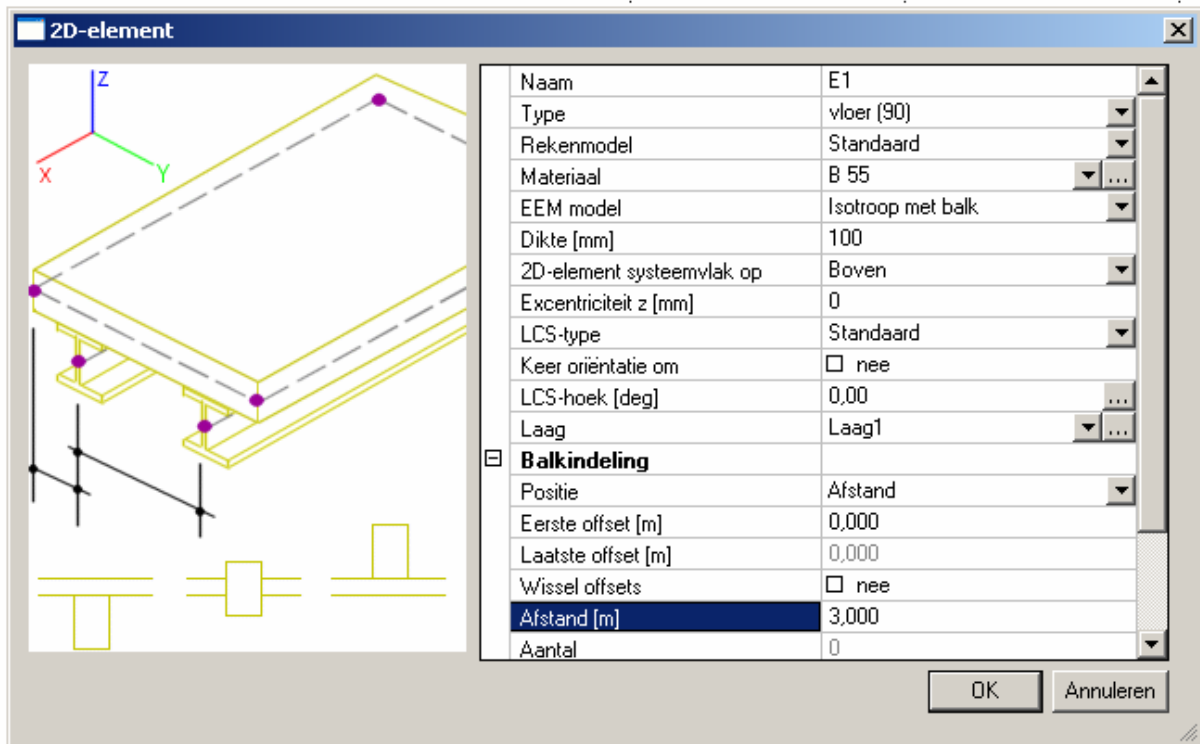 2D-element
Z
X
Y
Naam E1
Type vloer (90)
Rekenmodel Standaard
Materiaal B 55 ...
EEM model Isotroop met balk
Dikte [mm] 100
2D-element systeemvlak op Boven
Excentriciteit z [mm] 0
LCS-type Standaard
Keer oriëntatie om nee
LCS-hoek [deg] 0,00 ...
Laag Laag1 ...
Balkindeling
Positie Afstand
Eerste offset [m] 0,000
Laatste offset [m] 0,000
Wissel offsets nee
Afstand [m] 3,000
Aantal 0
OK Annuleren